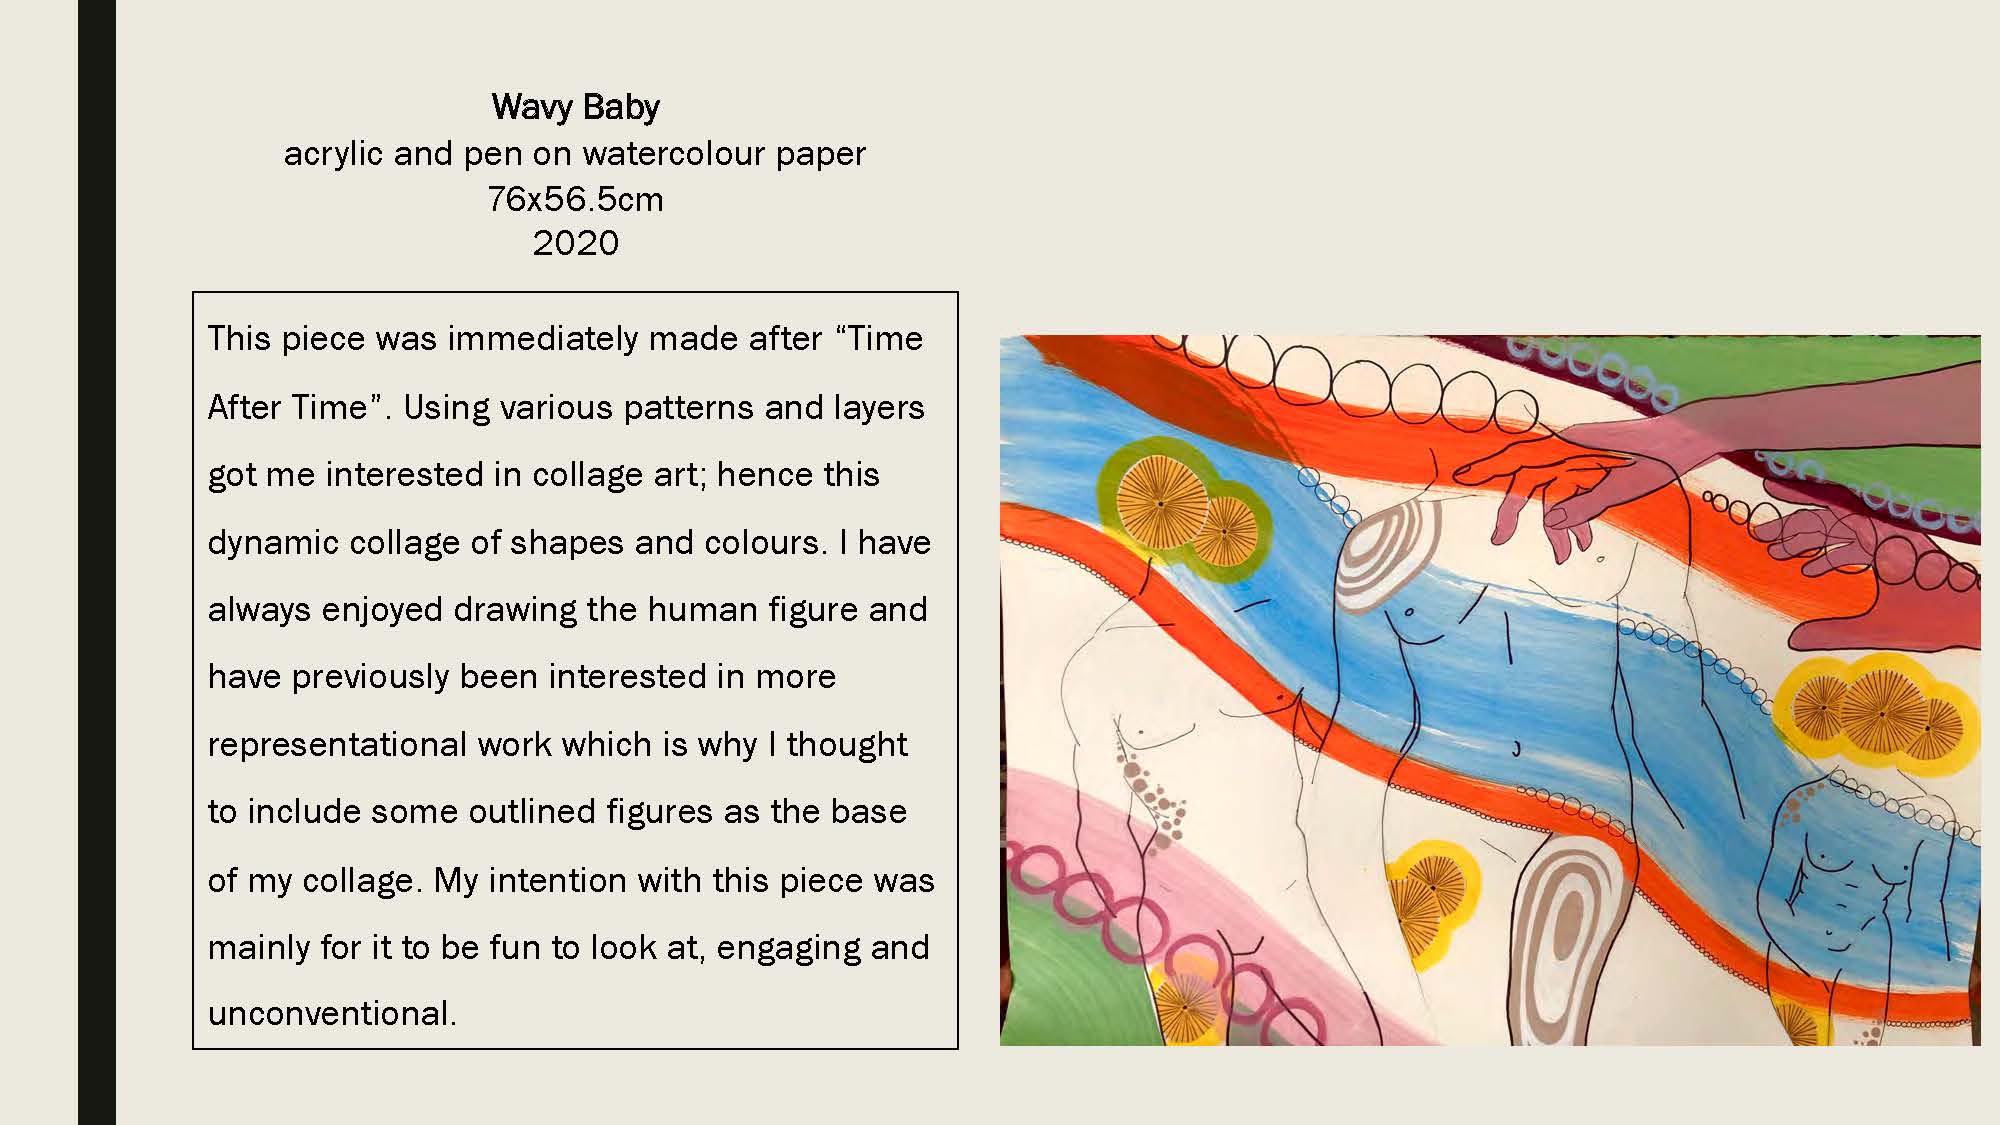 Wavy Baby
acrylic and pen on watercolour paper
76x56.5cm
2020
This piece was immediately made after “Time
After Time”. Using various patterns and layers
got me interested in collage art; hence this
dynamic collage of shapes and colours. I have
always enjoyed drawing the human figure and
have previously been interested in more
representational work which is why I thought
to include some outlined figures as the base
of my collage. My intention with this piece was
mainly for it to be fun to look at, engaging and
unconventional.